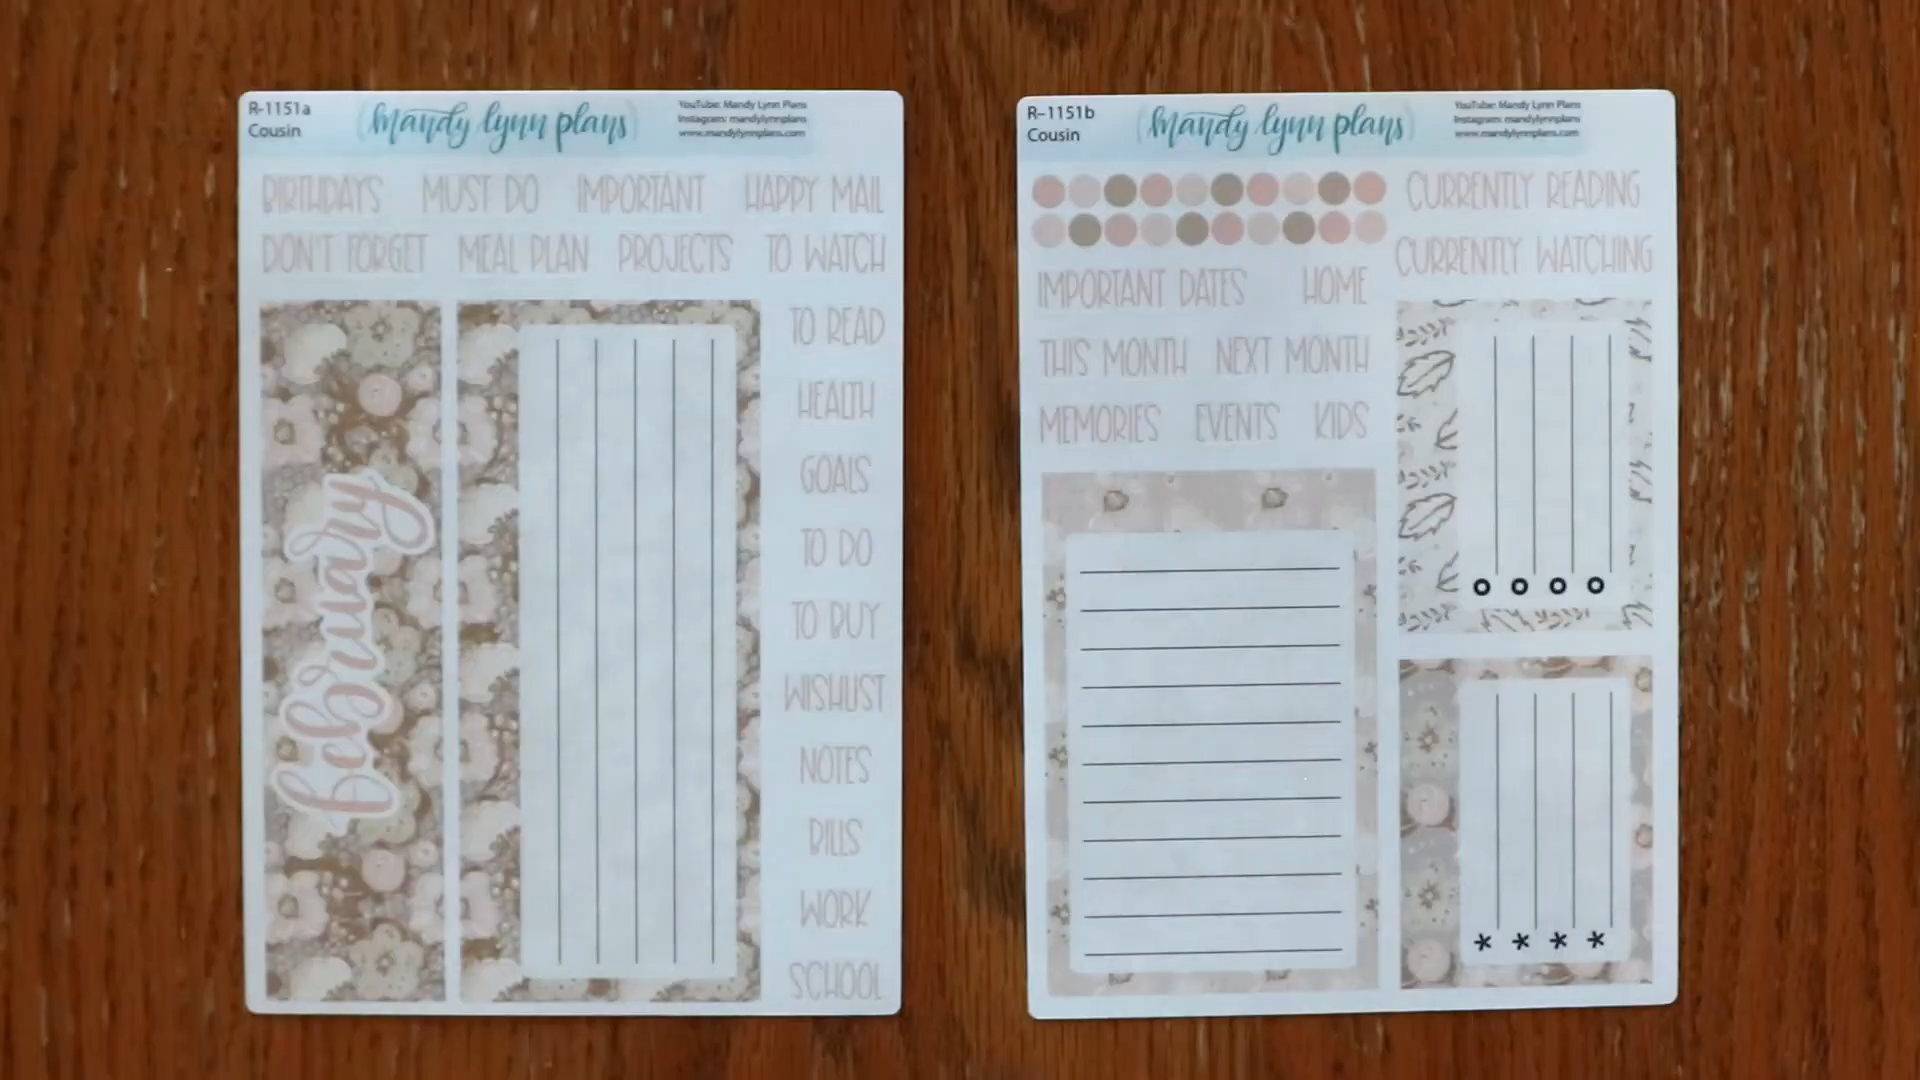 R-1151a
Cousin
mandy lynn plans
YouTube: Mandy Lynn Plans
Instagram: mandylynnplans
www.mandylynnplans.com
BIRTHDAYS MUST DO IMPORTANT HAPPY MAIL
DON'T FORGET MEAL PLAN PROJECTS TO WATCH
TO READ
HEALTH
GOALS
TO DO
TO BUY
WISHLIST
NOTES
BILLS
WORK
SCHOOL
february
R-1151b
Cousin
mandy lynn plans
YouTube: Mandy Lynn Plans
Instagram: mandylynnplans
www.mandylynnplans.com
CURRENTLY READING
CURRENTLY WATCHING
IMPORTANT DATES HOME
THIS MONTH NEXT MONTH
MEMORIES EVENTS KIDS